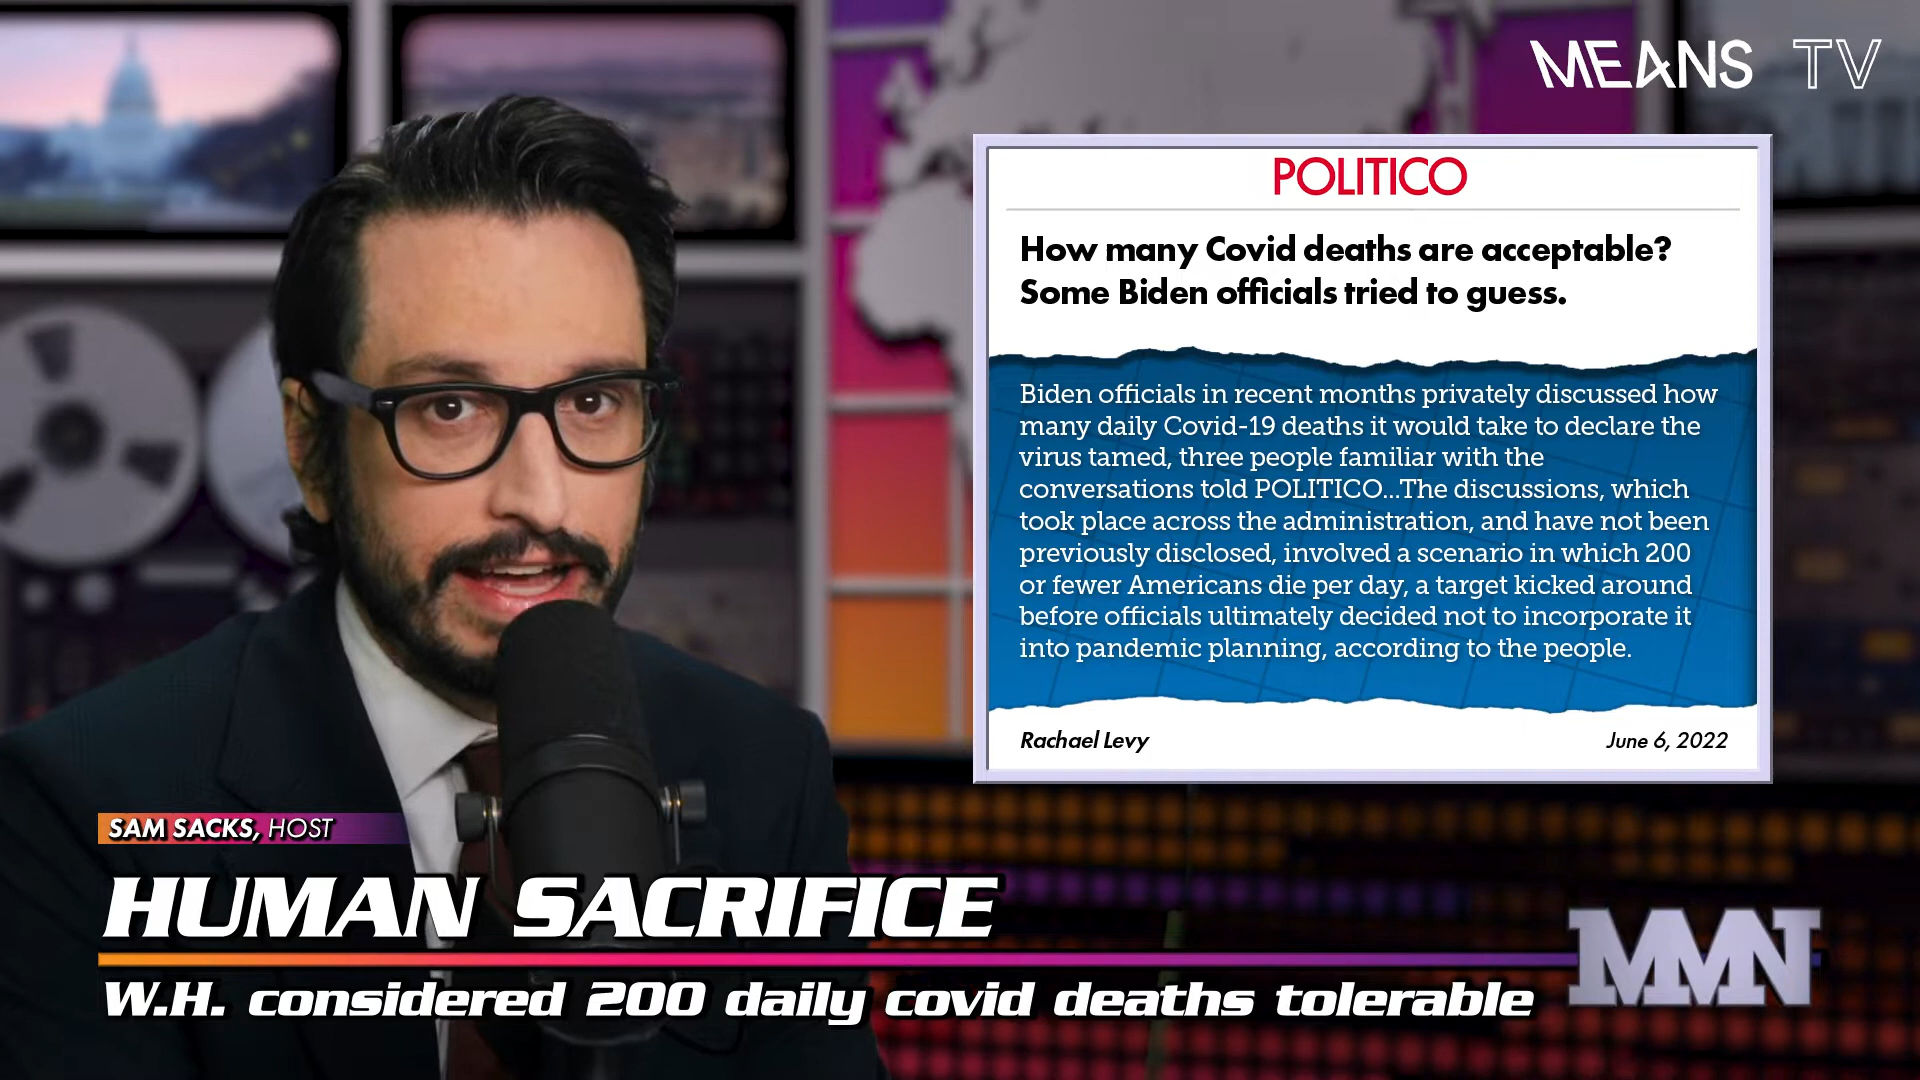 MEANS TV
POLITICO
How many Covid deaths are acceptable?
Some Biden officials tried to guess.
Biden officials in recent months privately discussed how
many daily Covid-19 deaths it would take to declare the
virus tamed, three people familiar with the
conversations told POLITICO...The discussions, which
took place across the administration, and have not been
previously disclosed, involved a scenario in which 200
or fewer Americans die per day, a target kicked around
before officials ultimately decided not to incorporate it
into pandemic planning, according to the people.
Rachael Levy
June 6, 2022
SAM SACKS, HOST
HUMAN SACRIFICE
MMN
W.H. considered 200 daily covid deaths tolerable